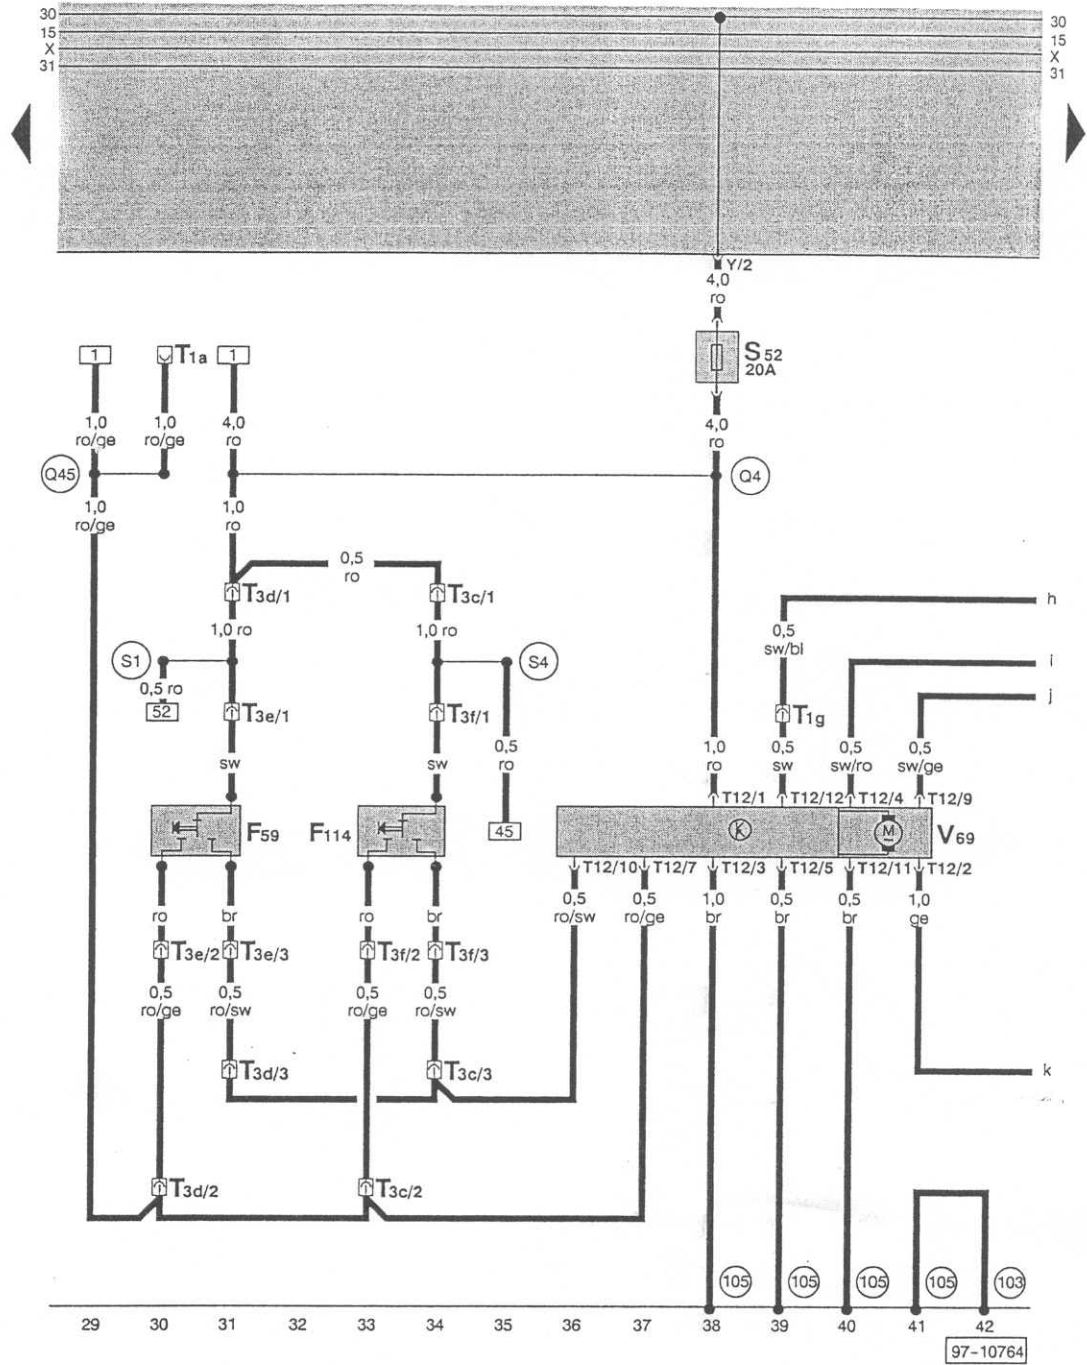 30
30
15
15
X
X
31
31
Y/2
4,0
ro
S 52
20A
1
T1a
1
1,0
ro/ge
1,0
ro/ge
4,0
ro
4,0
ro
Q45
Q4
1,0
ro/ge
1,0
ro
0,5
ro
T3d/1
T3c/1
h
1,0 ro
1,0 ro
0,5
sw/bl
S1
S4
i
0,5 ro
j
52
T3e/1
T3f/1
T1g
sw
sw
0,5
ro
1,0
ro
0,5
sw
0,5
sw/ro
0,5
sw/ge
T12/1
T12/12
T12/4
T12/9
F59
F114
45
K
M
V69
T12/10
T12/7
T12/3
T12/5
T12/11
T12/2
ro
br
ro
br
0,5
ro/sw
0,5
ro/ge
1,0
br
0,5
br
0,5
br
1,0
ge
T3e/2
T3e/3
T3f/2
T3f/3
0,5
ro/ge
0,5
ro/sw
0,5
ro/ge
0,5
ro/sw
T3d/3
T3c/3
k
T3d/2
T3c/2
105
105
105
105
103
29 30 31 32 33 34 35 36 37 38 39 40 41 42
97-10764